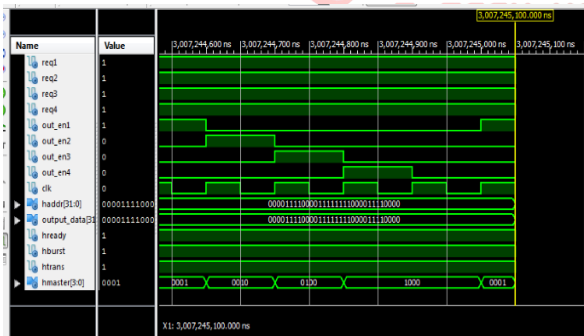 3,007,245,100.000 ns
Name Value 3,007,244,600 ns 3,007,244,700 ns 3,007,244,800 ns 3,007,244,900 ns 3,007,245,000 ns 3,007,245,100 ns
req1 1
req2 1
req3 1
req4 1
out_en1 1
out_en2 0
out_en3 0
out_en4 0
clk 0
haddr[31:0] 00001111000
output_data[31 00001111000
hready 1
hburst 1
htrans 1
hmaster[3:0] 0001 0001 0010 0100 1000 0001
X1: 3,007,245,100.000 ns